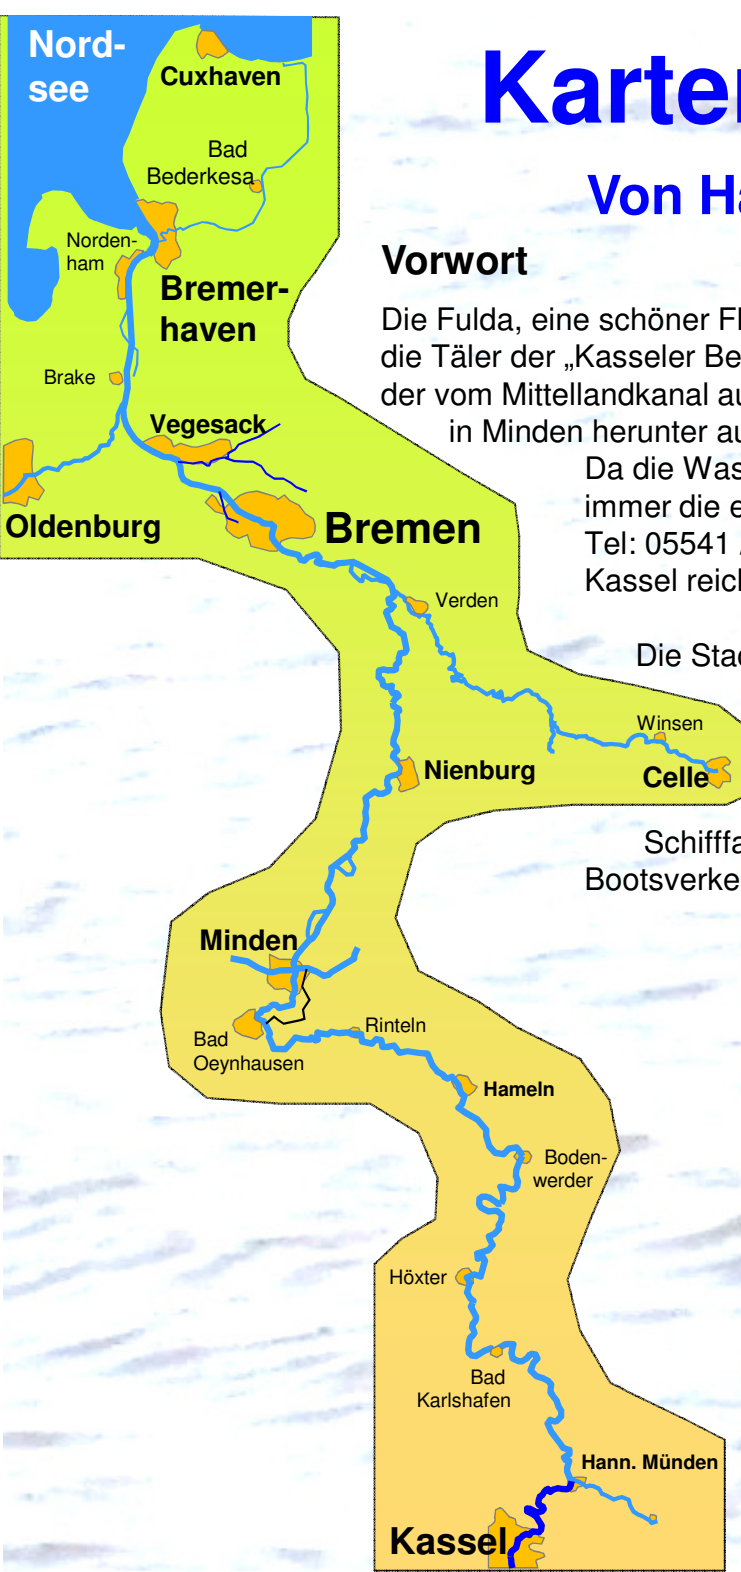 Nord-
see
Cuxhaven
Bad
Bederkesa
Norden-
ham
Bremer-
haven
Brake
Vegesack
Oldenburg
Bremen
Verden
Winsen
Celle
Nienburg
Minden
Bad
Oeynhausen
Rinteln
Hameln
Boden-
werder
Höxter
Bad
Karlshafen
Hann. Münden
Kassel
Karte
Von Ha
Vorwort
Die Fulda, eine schöner Fl
die Täler der „Kasseler Be
der vom Mittellandkanal au
in Minden herunter au
Da die Was
immer die e
Tel: 05541
Kassel reich
Die Stad
Schifffa
Bootsverke